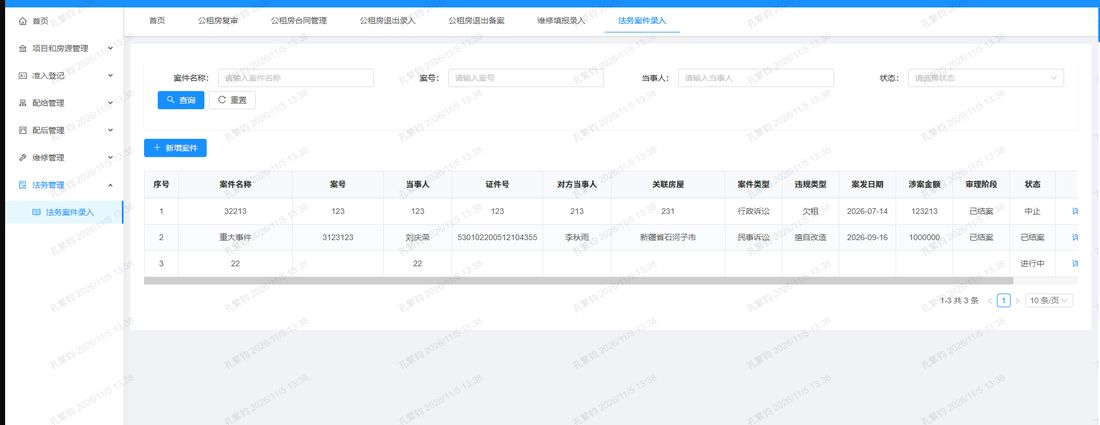 首页
项目和房源管理
准入登记
配给管理
配后管理
维修管理
法务管理
法务案件录入
首页 公租房复审 公租房合同管理 公租房退出录入 公租房退出备案 维修填报录入 法务案件录入
案件名称: 请输入案件名称 案号: 请输入案号 当事人: 请输入当事人 状态: 请选择状态
查询 重置
+ 新增案件
序号 案件名称 案号 当事人 证件号 对方当事人 关联房屋 案件类型 违规类型 案发日期 涉案金额 审理阶段 状态
1 32213 123 123 123 213 231 行政诉讼 欠租 2026-07-14 123213 已结案 中止 详
2 重大事件 3123123 刘庆荣 530102200512104355 李秋雨 新疆省石河子市 民事诉讼 擅自改造 2026-09-16 1000000 已结案 已结案 详
3 22 22 进行中 详
1-3 共 3 条 1 10 条/页
孔繁钧 2026/11/5 13:38